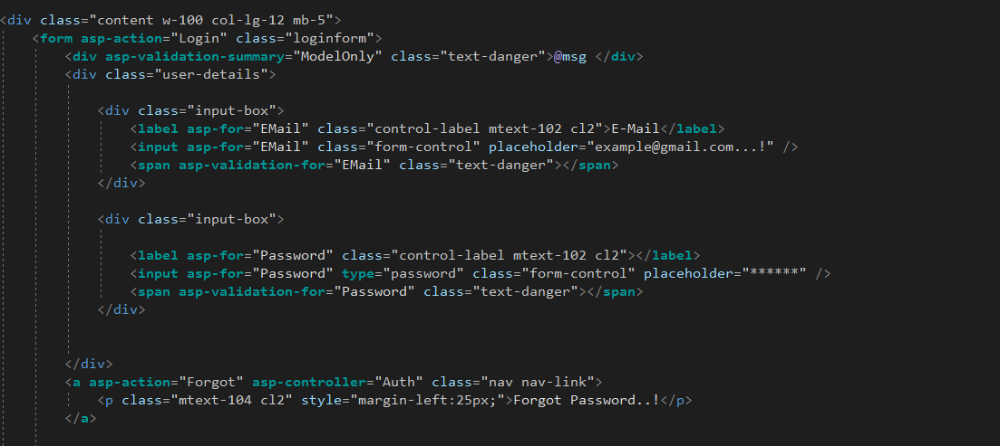 <div class="content w-100 col-lg-12 mb-5">
<form asp-action="Login" class="loginform">
<div asp-validation-summary="ModelOnly" class="text-danger">@msg </div>
<div class="user-details">
<div class="input-box">
<label asp-for="EMail" class="control-label mtext-102 cl2">E-Mail</label>
<input asp-for="EMail" class="form-control" placeholder="example@gmail.com...!" />
<span asp-validation-for="EMail" class="text-danger"></span>
</div>
<div class="input-box">
<label asp-for="Password" class="control-label mtext-102 cl2"></label>
<input asp-for="Password" type="password" class="form-control" placeholder="******" />
<span asp-validation-for="Password" class="text-danger"></span>
</div>
</div>
<a asp-action="Forgot" asp-controller="Auth" class="nav nav-link">
<p class="mtext-104 cl2" style="margin-left:25px;">Forgot Password..!</p>
</a>